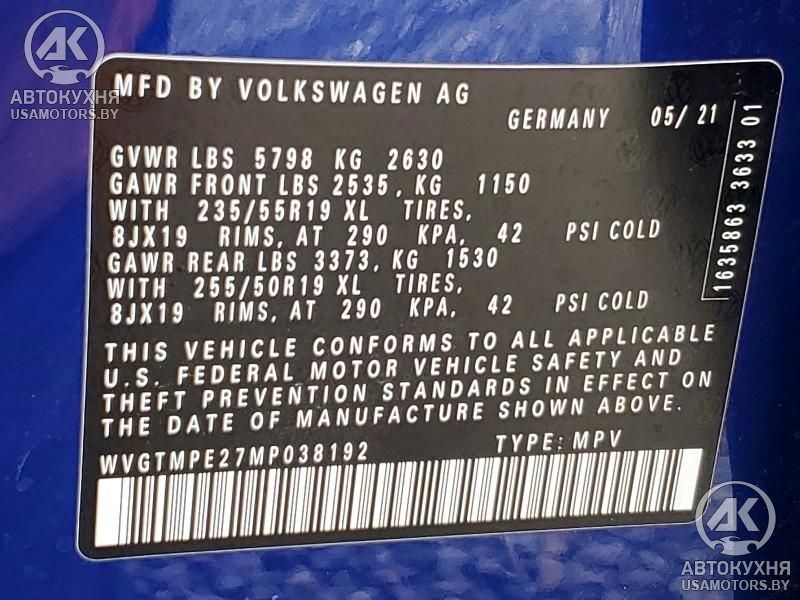 AK
АВТОКУХНЯ
USAMOTORS.BY
MFD BY VOLKSWAGEN AG
GERMANY 05/ 21
GVWR LBS 5798 KG 2630
GAWR FRONT LBS 2535, KG 1150
WITH 235/55R19 XL TIRES,
8JX19 RIMS, AT 290 KPA, 42 PSI COLD
GAWR REAR LBS 3373, KG 1530
WITH 255/50R19 XL TIRES,
8JX19 RIMS, AT 290 KPA, 42 PSI COLD
THIS VEHICLE CONFORMS TO ALL APPLICABLE
U.S. FEDERAL MOTOR VEHICLE SAFETY AND
THEFT PREVENTION STANDARDS IN EFFECT ON
THE DATE OF MANUFACTURE SHOWN ABOVE.
WVGTMPE27MP038192 TYPE: MPV
1635863 3633 01
AK
АВТОКУХНЯ
USAMOTORS.BY